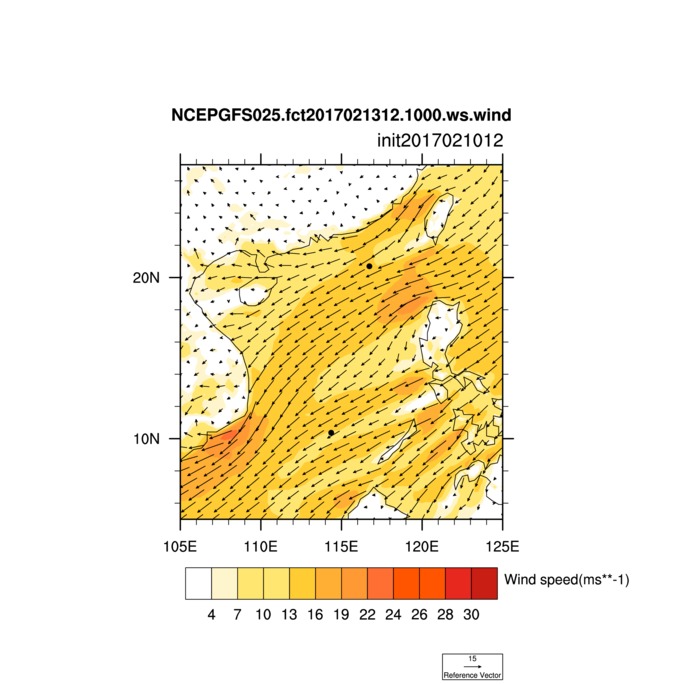 NCEPGFS025.fct2017021312.1000.ws.wind
init2017021012
20N
10N
105E 110E 115E 120E 125E
Wind speed(ms**-1)
4 7 10 13 16 19 22 24 26 28 30
15
Reference Vector